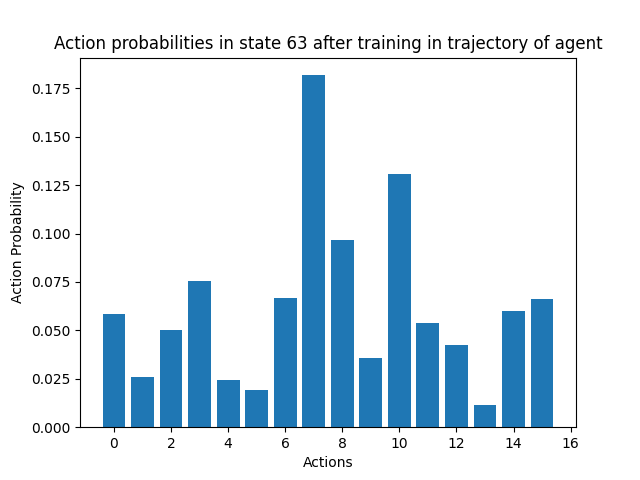 Action probabilities in state 63 after training in trajectory of agent
0.175
0.150
0.125
0.100
0.075
0.050
0.025
0.000
Action Probability
0 2 4 6 8 10 12 14 16
Actions